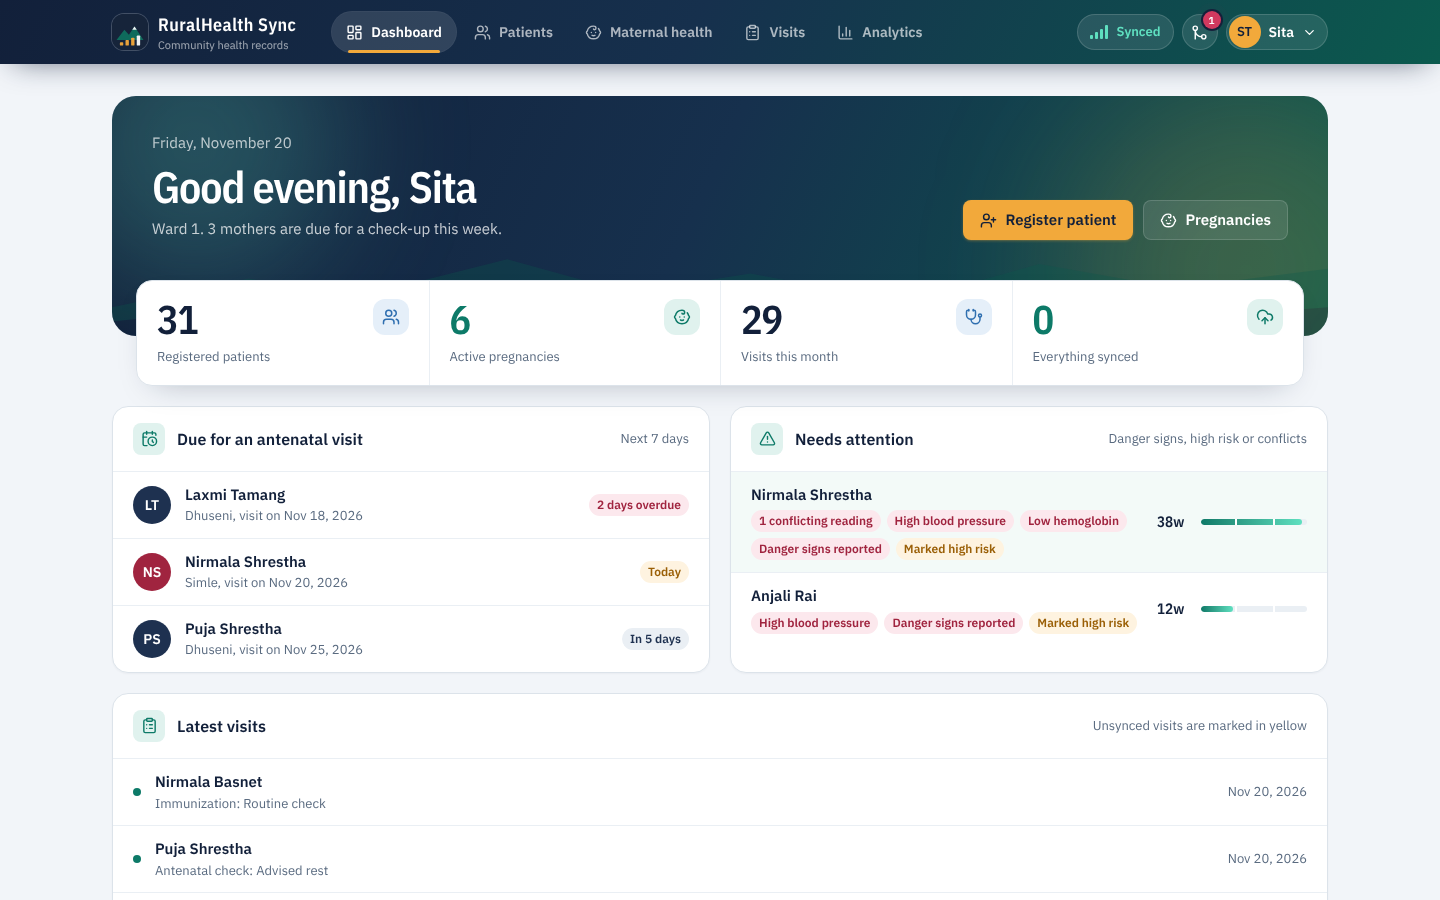 RuralHealth Sync
Community health records
Dashboard
Patients
Maternal health
Visits
Analytics
Synced
1
ST
Sita
Friday, November 20
Good evening, Sita
Ward 1. 3 mothers are due for a check-up this week.
Register patient
Pregnancies
31
Registered patients
6
Active pregnancies
29
Visits this month
0
Everything synced
Due for an antenatal visit
Next 7 days
LT
Laxmi Tamang
Dhuseni, visit on Nov 18, 2026
2 days overdue
NS
Nirmala Shrestha
Simle, visit on Nov 20, 2026
Today
PS
Puja Shrestha
Dhuseni, visit on Nov 25, 2026
In 5 days
Needs attention
Danger signs, high risk or conflicts
Nirmala Shrestha
1 conflicting reading
High blood pressure
Low hemoglobin
Danger signs reported
Marked high risk
38w
Anjali Rai
High blood pressure
Danger signs reported
Marked high risk
12w
Latest visits
Unsynced visits are marked in yellow
Nirmala Basnet
Immunization: Routine check
Nov 20, 2026
Puja Shrestha
Antenatal check: Advised rest
Nov 20, 2026